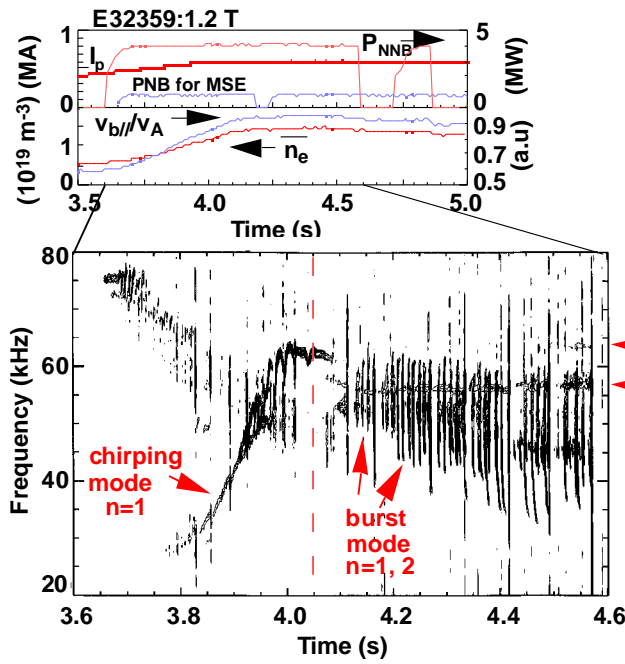 E32359:1.2 T
1
I_p
P_NNB
4
PNB for MSE
2
0
0
(MW)
(10^19 m^-3) (MA)
v_b///v_A
n̅_e
1
0
0.9
0.7
0.5
(a.u)
3.5 4.0 4.5 5.0
Time (s)
80
60
40
20
Frequency (kHz)
chirping
mode
n=1
burst
mode
n=1, 2
3.6 3.8 4.0 4.2 4.4 4.6
Time (s)